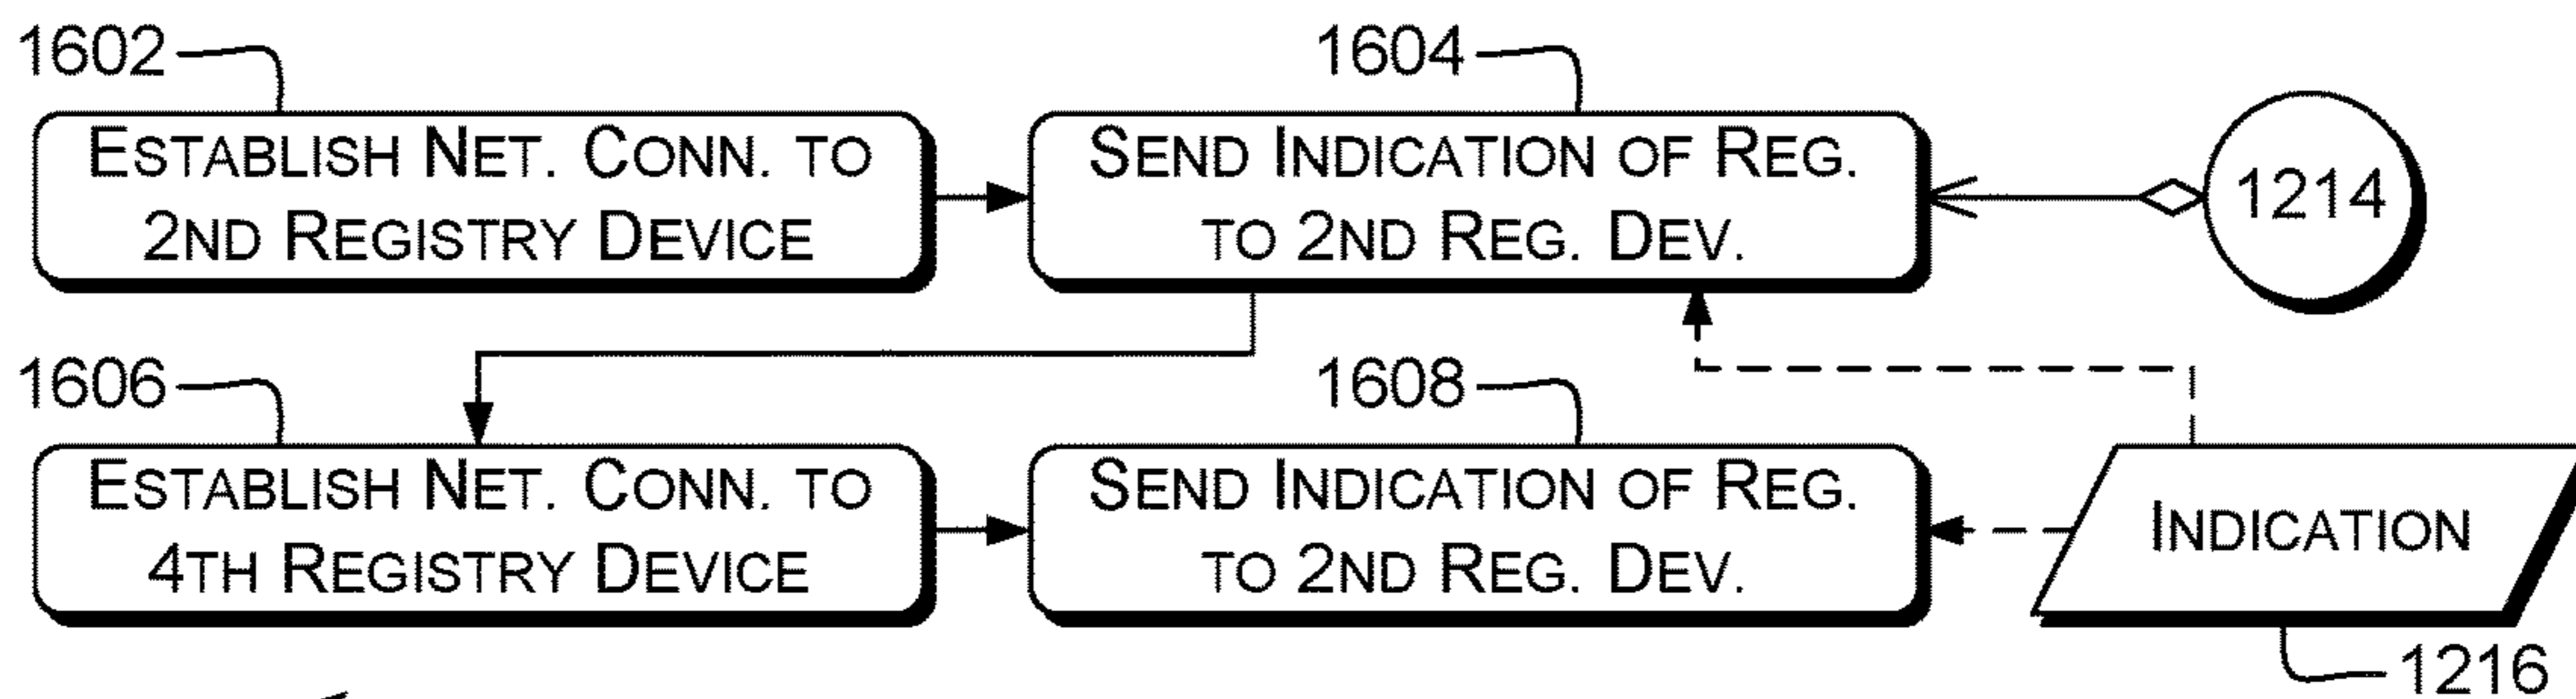 1602
1604
ESTABLISH NET. CONN. TO
2ND REGISTRY DEVICE
SEND INDICATION OF REG.
TO 2ND REG. DEV.
1214
1606
1608
ESTABLISH NET. CONN. TO
4TH REGISTRY DEVICE
SEND INDICATION OF REG.
TO 2ND REG. DEV.
INDICATION
1216